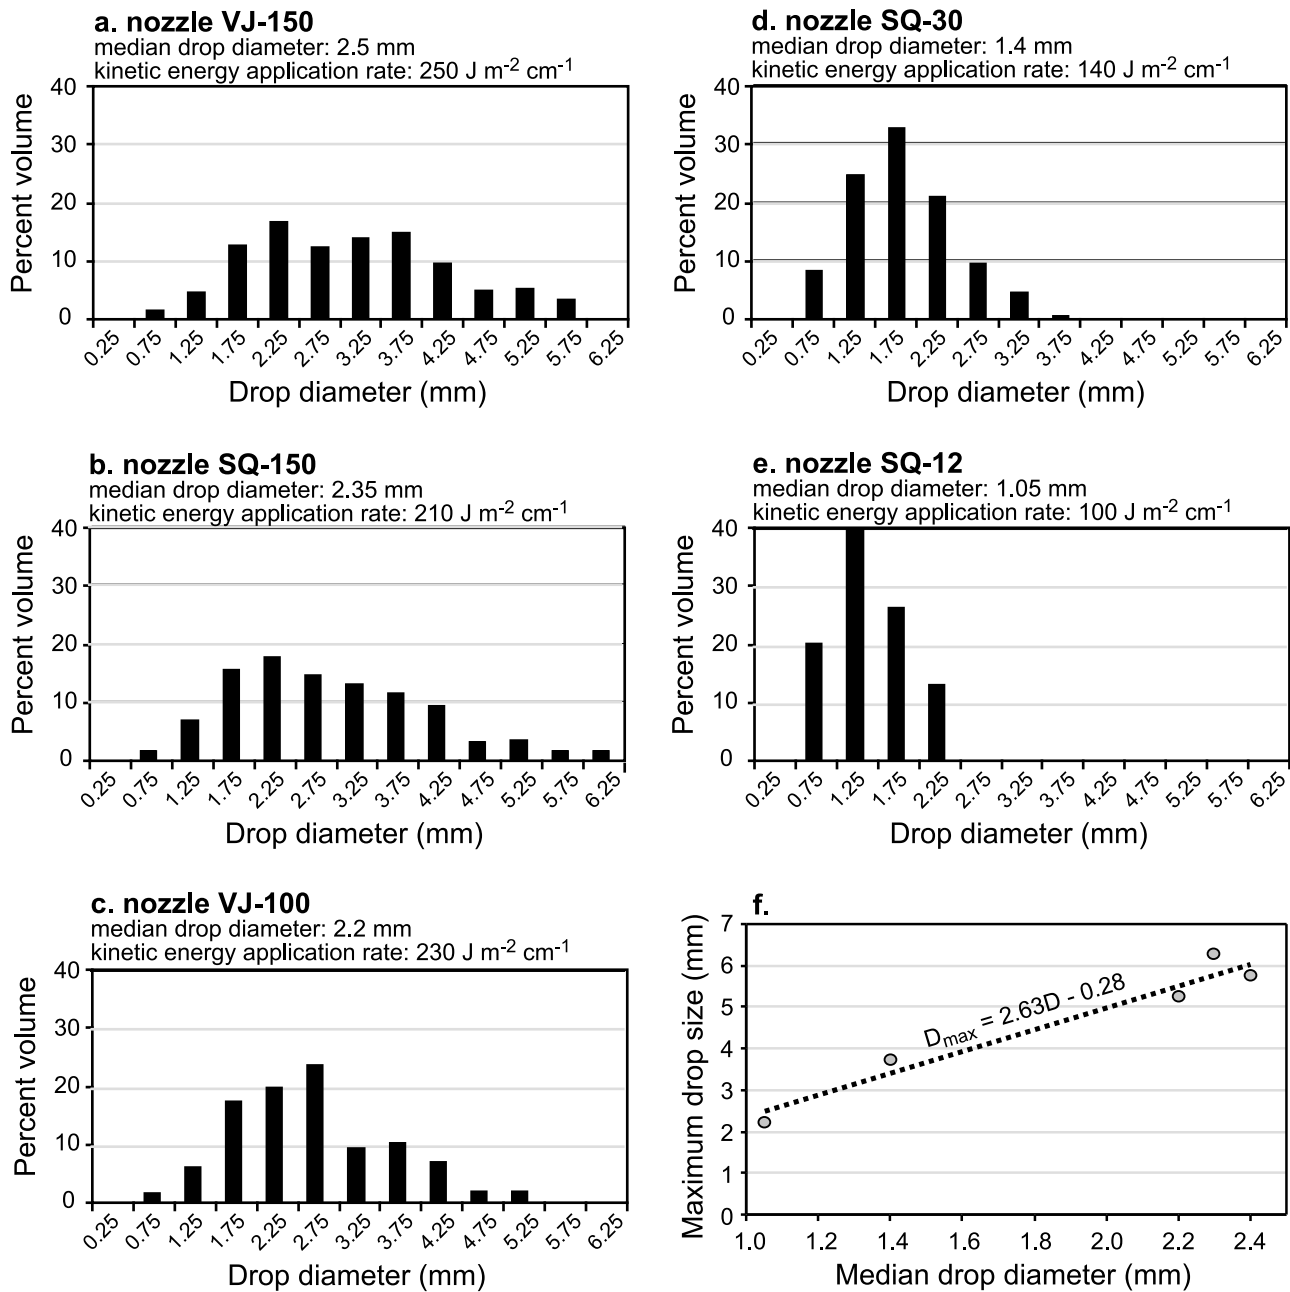 a. nozzle VJ-150
median drop diameter: 2.5 mm
kinetic energy application rate: 250 J m-2 cm-1
Percent volume
40
30
20
10
0
0.25 0.75 1.25 1.75 2.25 2.75 3.25 3.75 4.25 4.75 5.25 5.75 6.25
Drop diameter (mm)
d. nozzle SQ-30
median drop diameter: 1.4 mm
kinetic energy application rate: 140 J m-2 cm-1
Percent volume
40
30
20
10
0
0.25 0.75 1.25 1.75 2.25 2.75 3.25 3.75 4.25 4.75 5.25 5.75 6.25
Drop diameter (mm)
b. nozzle SQ-150
median drop diameter: 2.35 mm
kinetic energy application rate: 210 J m-2 cm-1
Percent volume
40
30
20
10
0
0.25 0.75 1.25 1.75 2.25 2.75 3.25 3.75 4.25 4.75 5.25 5.75 6.25
Drop diameter (mm)
e. nozzle SQ-12
median drop diameter: 1.05 mm
kinetic energy application rate: 100 J m-2 cm-1
Percent volume
40
30
20
10
0
0.25 0.75 1.25 1.75 2.25 2.75 3.25 3.75 4.25 4.75 5.25 5.75 6.25
Drop diameter (mm)
c. nozzle VJ-100
median drop diameter: 2.2 mm
kinetic energy application rate: 230 J m-2 cm-1
Percent volume
40
30
20
10
0
0.25 0.75 1.25 1.75 2.25 2.75 3.25 3.75 4.25 4.75 5.25 5.75 6.25
Drop diameter (mm)
f.
Maximum drop size (mm)
7
6
5
4
3
2
1
0
Dmax = 2.63D - 0.28
1.0 1.2 1.4 1.6 1.8 2.0 2.2 2.4
Median drop diameter (mm)